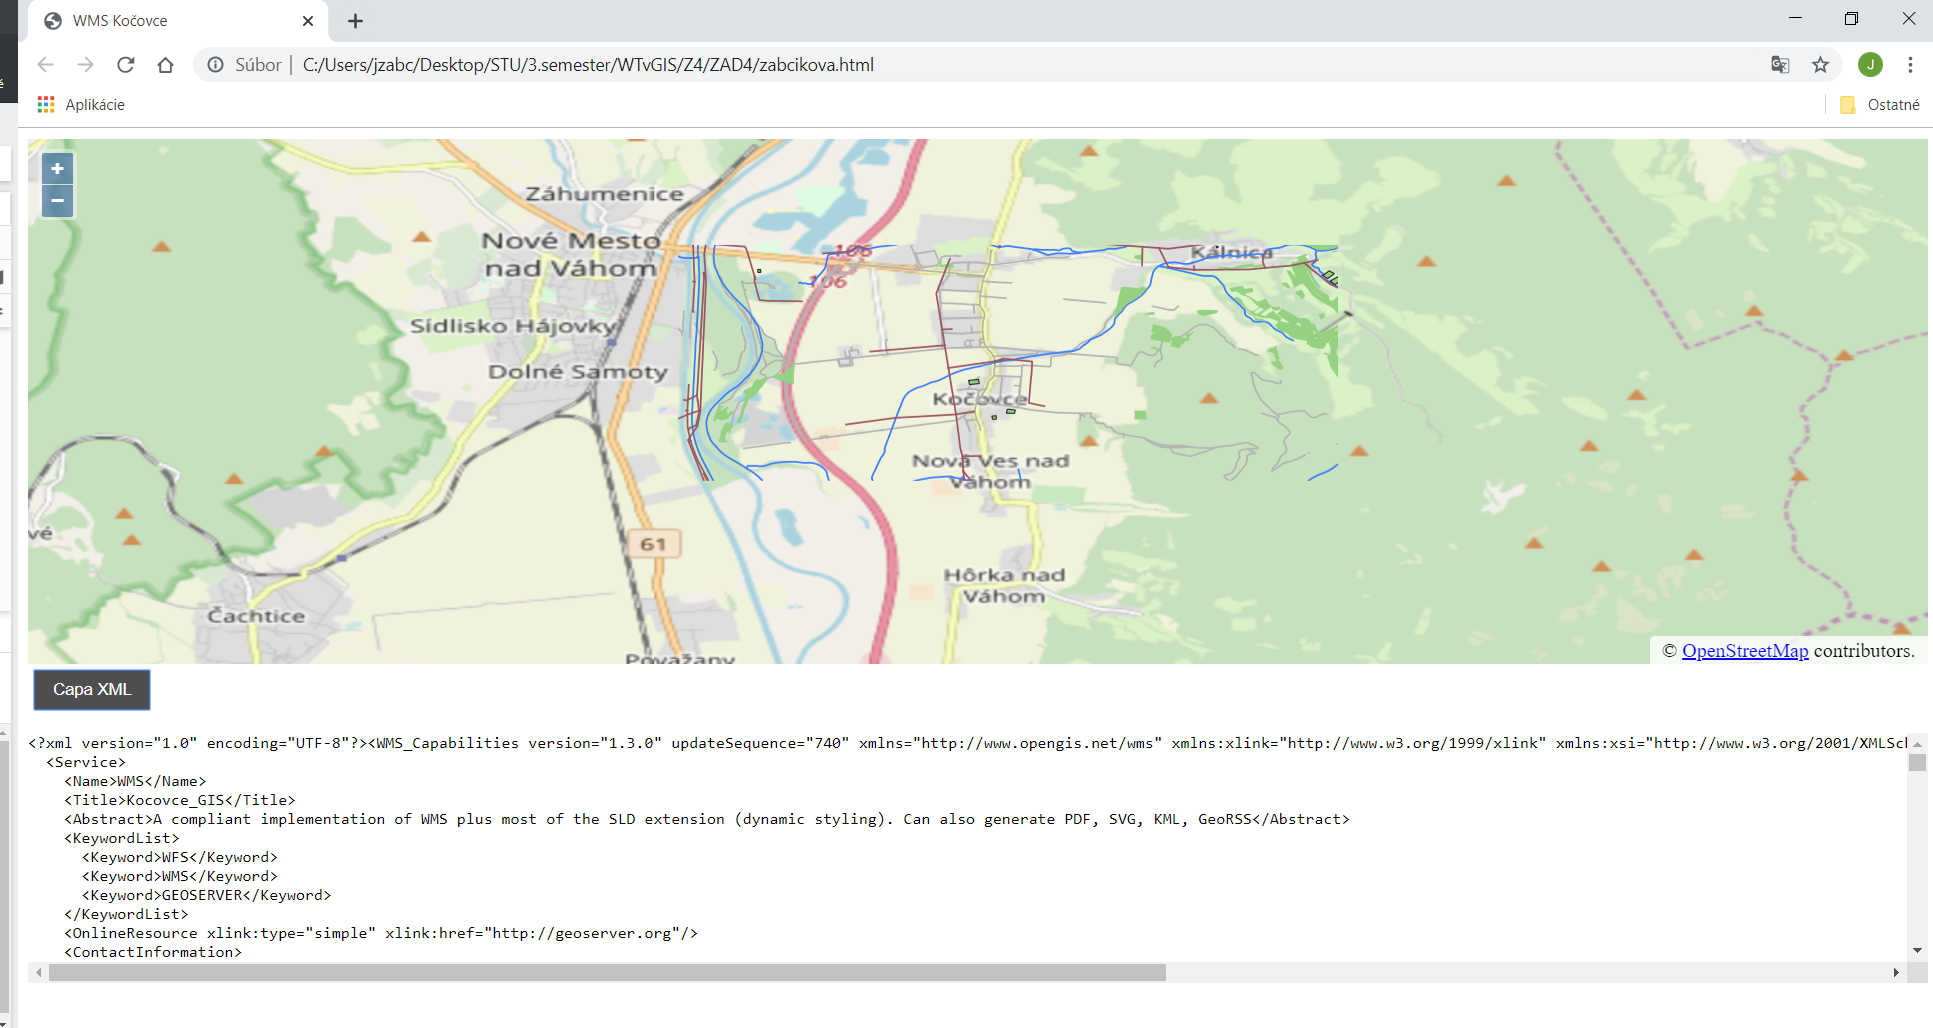 WMS Kočovce
Súbor | C:/Users/jzabc/Desktop/STU/3.semester/WTvGIS/Z4/ZAD4/zabcikova.html
J
Aplikácie
Ostatné
é
+
−
Záhumenice
Nové Mesto
nad Váhom
106
Kálnica
106
Sídlisko Hájovky
Dolné Samoty
Kočovce
Nová Ves nad
Váhom
vé
61
Hôrka nad
Váhom
Čachtice
Považany
© OpenStreetMap contributors.
Capa XML
<?xml version="1.0" encoding="UTF-8"?><WMS_Capabilities version="1.3.0" updateSequence="740" xmlns="http://www.opengis.net/wms" xmlns:xlink="http://www.w3.org/1999/xlink" xmlns:xsi="http://www.w3.org/2001/XMLScl
<Service>
<Name>WMS</Name>
<Title>Kocovce_GIS</Title>
<Abstract>A compliant implementation of WMS plus most of the SLD extension (dynamic styling). Can also generate PDF, SVG, KML, GeoRSS</Abstract>
<KeywordList>
<Keyword>WFS</Keyword>
<Keyword>WMS</Keyword>
<Keyword>GEOSERVER</Keyword>
</KeywordList>
<OnlineResource xlink:type="simple" xlink:href="http://geoserver.org"/>
<ContactInformation>